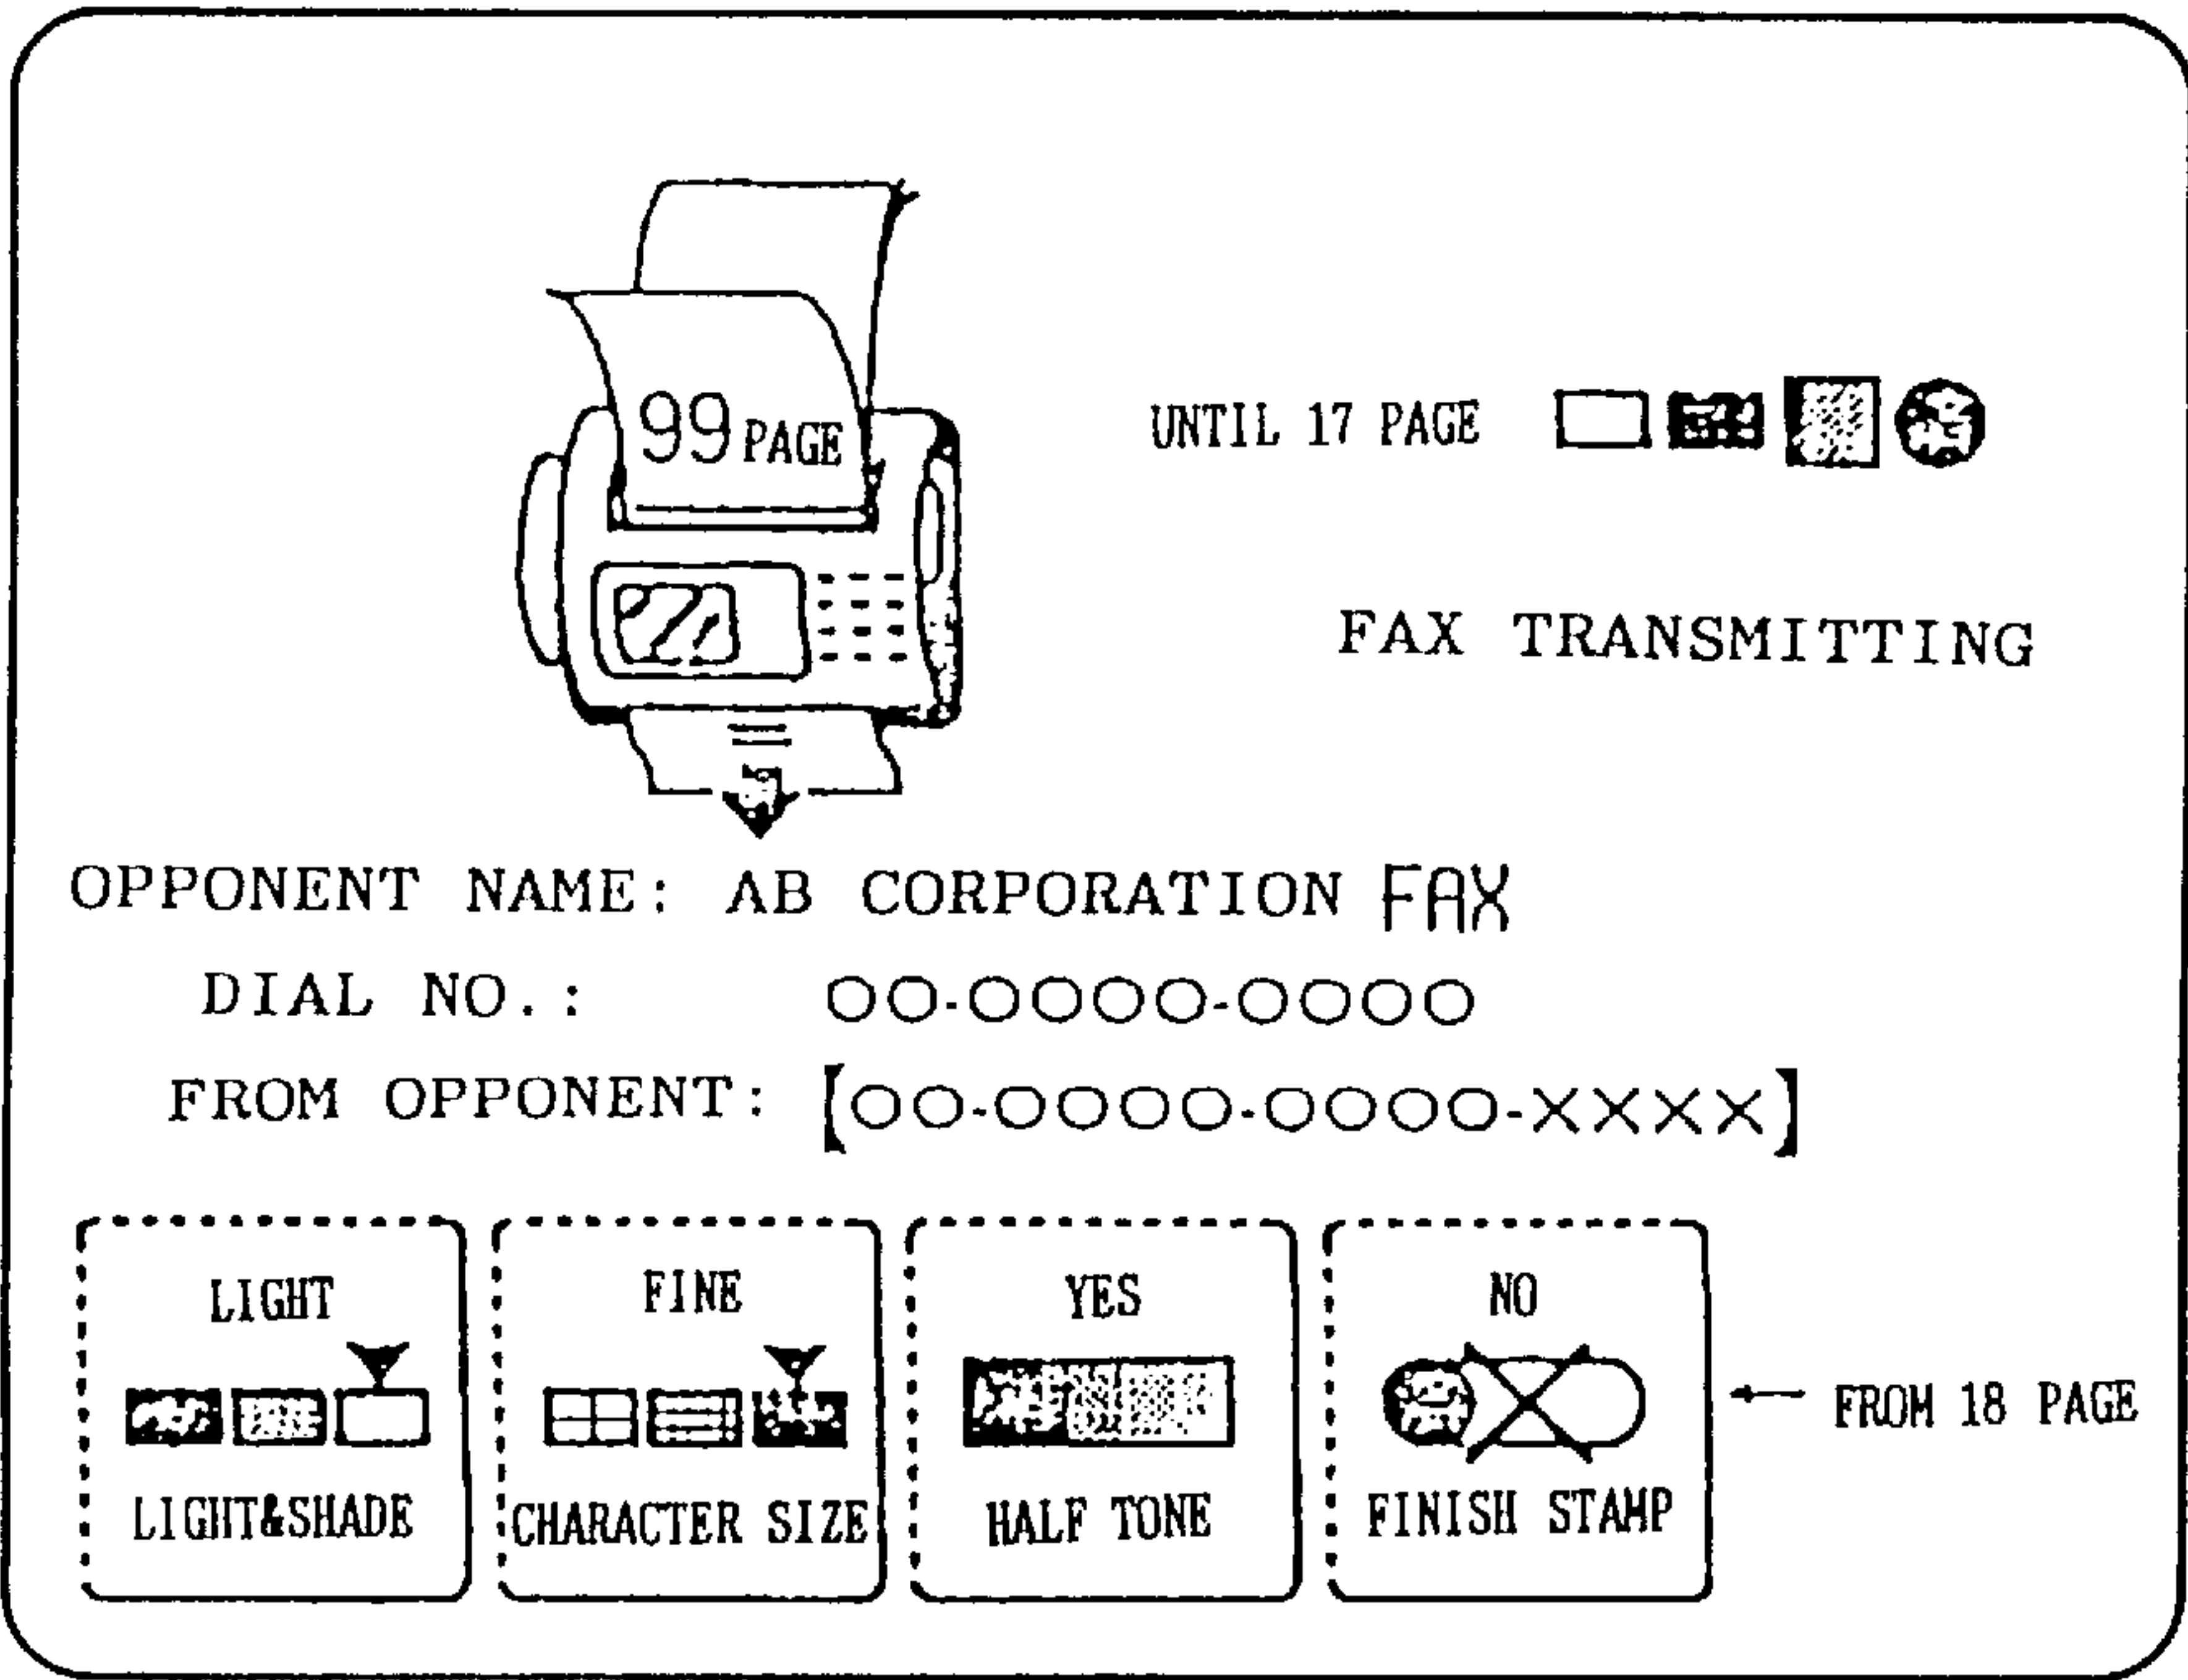 99 PAGE
UNTIL 17 PAGE
FAX TRANSMITTING
OPPONENT NAME: AB CORPORATION FAX
DIAL NO.: OO-OOOO-OOOO
FROM OPPONENT: [OO-OOOO-OOOO-XXXX]
LIGHT
LIGHT&SHADE
FINE
CHARACTER SIZE
YES
HALF TONE
NO
FINISH STAMP
← FROM 18 PAGE